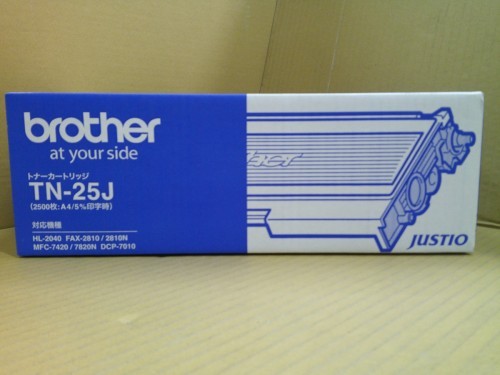 brother
at your side
トナーカートリッジ
TN-25J
(2500枚:A4/5%印字時)
対応機種
HL-2040 FAX-2810 / 2810N
MFC-7420 / 7820N DCP-7010
brother
JUSTIO